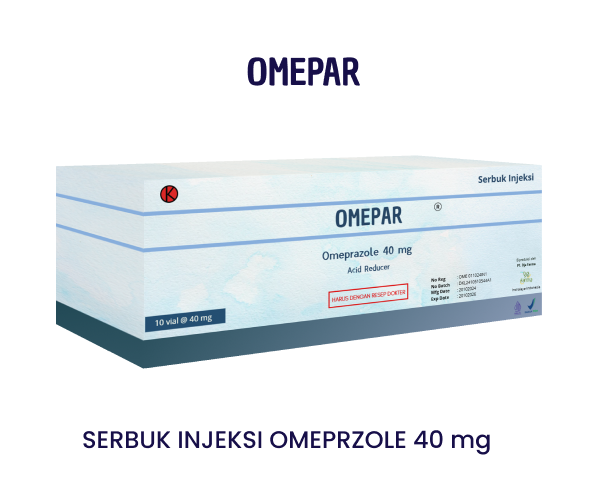 OMEPAR
K
Serbuk Injeksi
OMEPAR ®
Omeprazole 40 mg
Acid Reducer
HARUS DENGAN RESEP DOKTER
No Reg
No Batch
Mfg Date : 20102024
Exp Date
10 vial @ 40 mg
SERBUK INJEKSI OMEPRZOLE 40 mg